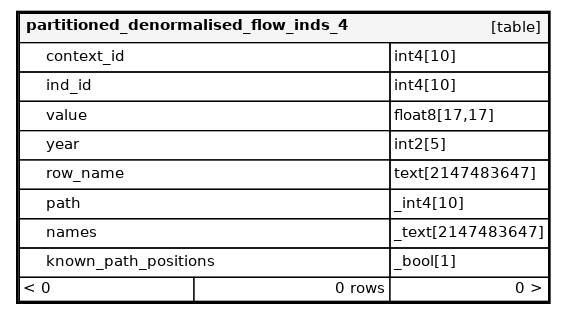 partitioned_denormalised_flow_inds_4 [table]
context_id int4[10]
ind_id int4[10]
value float8[17,17]
year int2[5]
row_name text[2147483647]
path _int4[10]
names _text[2147483647]
known_path_positions _bool[1]
< 0 0 rows 0 >